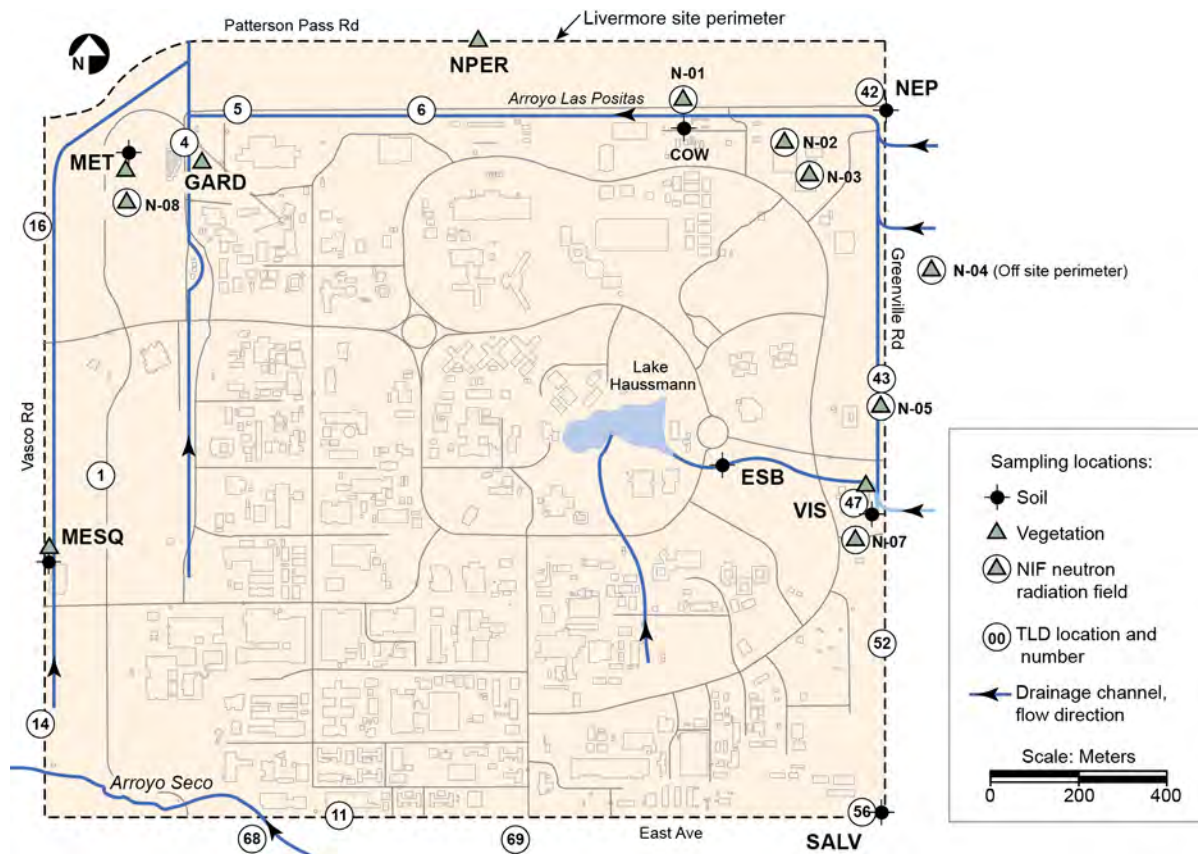 Patterson Pass Rd
Livermore site perimeter
N
NPER
N-01
NEP
42
5
6
Arroyo Las Positas
4
COW
N-02
MET
GARD
N-03
N-08
16
Greenville Rd
N-04 (Off site perimeter)
Lake
Haussmann
43
N-05
Vasco Rd
1
ESB
VIS
47
MESQ
N-07
52
14
Arroyo Seco
11
56
68
69
East Ave
SALV
Sampling locations:
Soil
Vegetation
NIF neutron
radiation field
00
TLD location and
number
Drainage channel,
flow direction
Scale: Meters
0 200 400